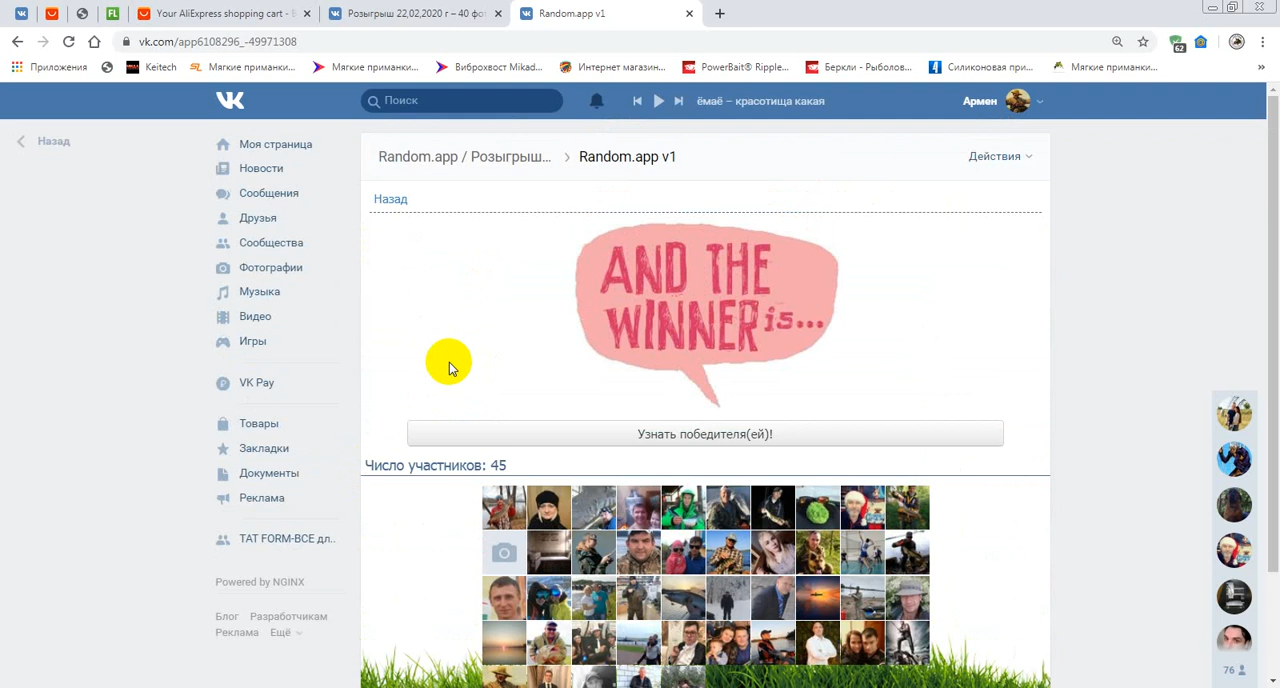 Your AliExpress shopping cart - E
Розыгрыш 22,02,2020 г – 40 фот
Random.app v1
vk.com/app6108296_-49971308
62
Приложения
Keitech
Мягкие приманки...
Мягкие приманки...
Виброхвост Mikad...
Интернет магазин...
PowerBait® Ripple...
Беркли - Рыболов...
Силиконовая при...
Мягкие приманки...
Поиск
ёмаё – красотища какая
Армен
Назад
Моя страница
Новости
Сообщения
Друзья
Сообщества
Фотографии
Музыка
Видео
Игры
VK Pay
Товары
Закладки
Документы
Реклама
TAT FORM-ВСЕ дл..
Powered by NGINX
Блог Разработчикам
Реклама Ещё
Random.app / Розыгрыш... Random.app v1
Действия
Назад
AND THE
WINNER is...
Узнать победителя(ей)!
Число участников: 45
76